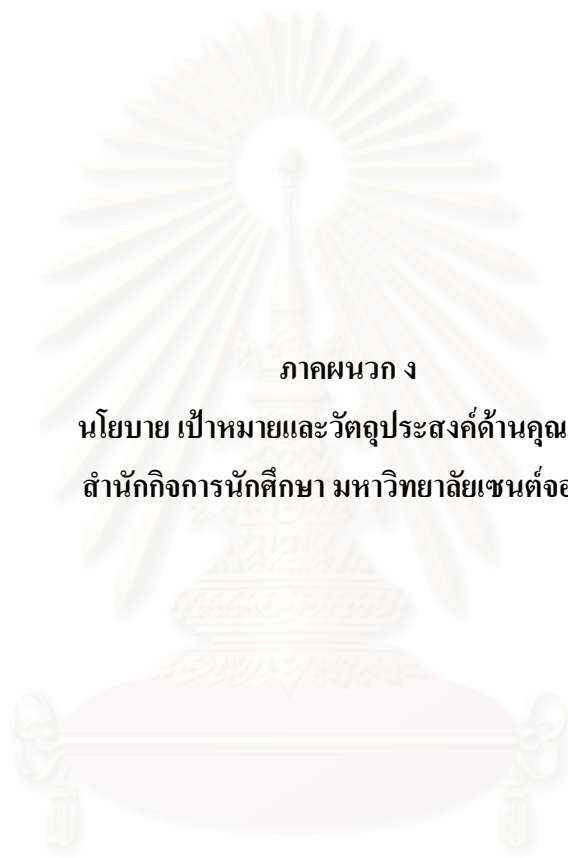 ภาคผนวก ง
นโยบาย เป้าหมายและวัตถุประสงค์ด้านคุณ
สำนักกิจการนักศึกษา มหาวิทยาลัยเซนต์จอ